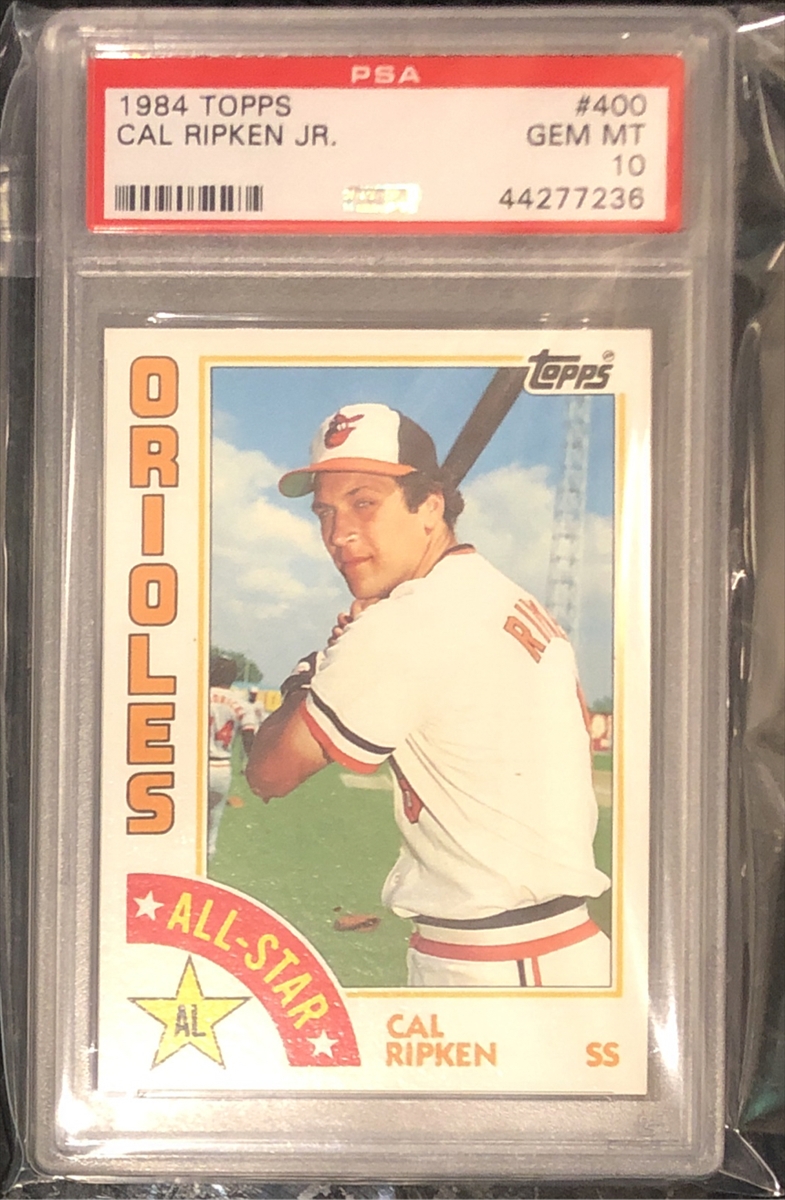 PSA
1984 TOPPS #400
CAL RIPKEN JR. GEM MT
10
44277236
topps
ORIOLES
ALL-STAR
AL
CAL
RIPKEN
SS